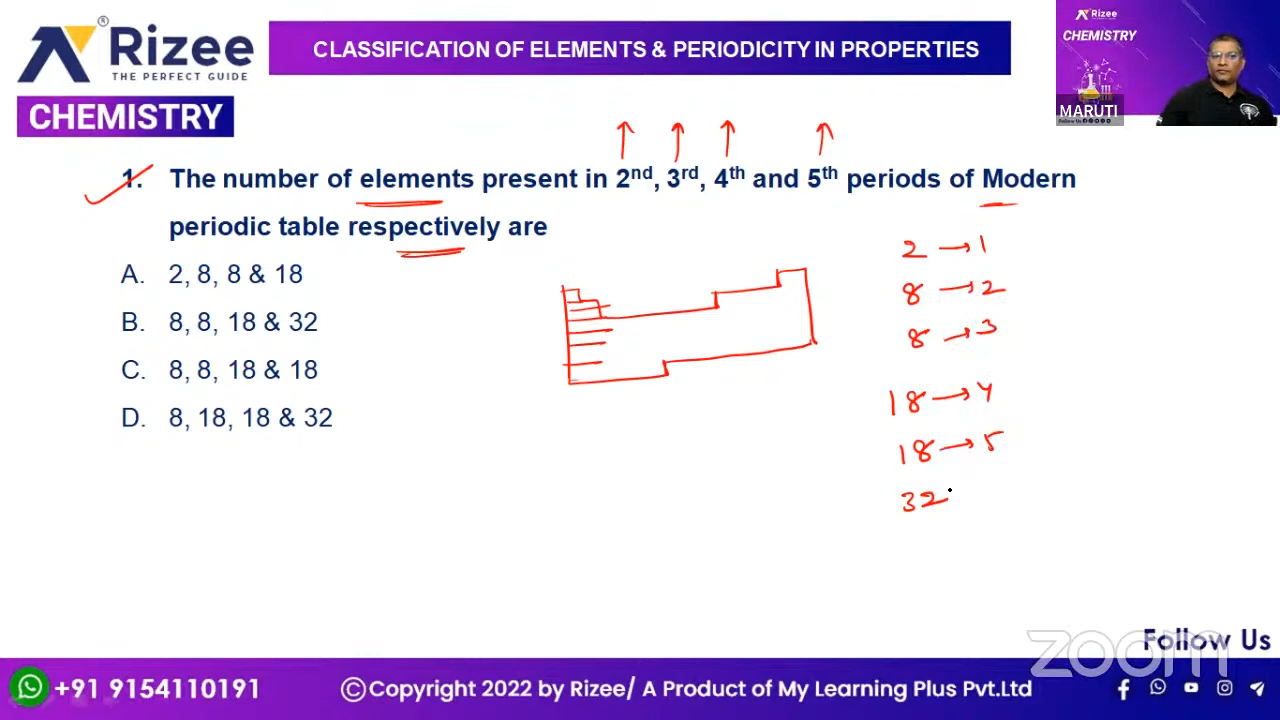 Rizee
THE PERFECT GUIDE
CLASSIFICATION OF ELEMENTS & PERIODICITY IN PROPERTIES
Rizee
CHEMISTRY
MARUTI
CHEMISTRY
1. The number of elements present in 2nd, 3rd, 4th and 5th periods of Modern
periodic table respectively are
A. 2, 8, 8 & 18
B. 8, 8, 18 & 32
C. 8, 8, 18 & 18
D. 8, 18, 18 & 32
2 → 1
8 → 2
8 → 3
18 → 4
18 → 5
32
Follow Us
zoom
+91 9154110191
©Copyright 2022 by Rizee/ A Product of My Learning Plus Pvt.Ltd